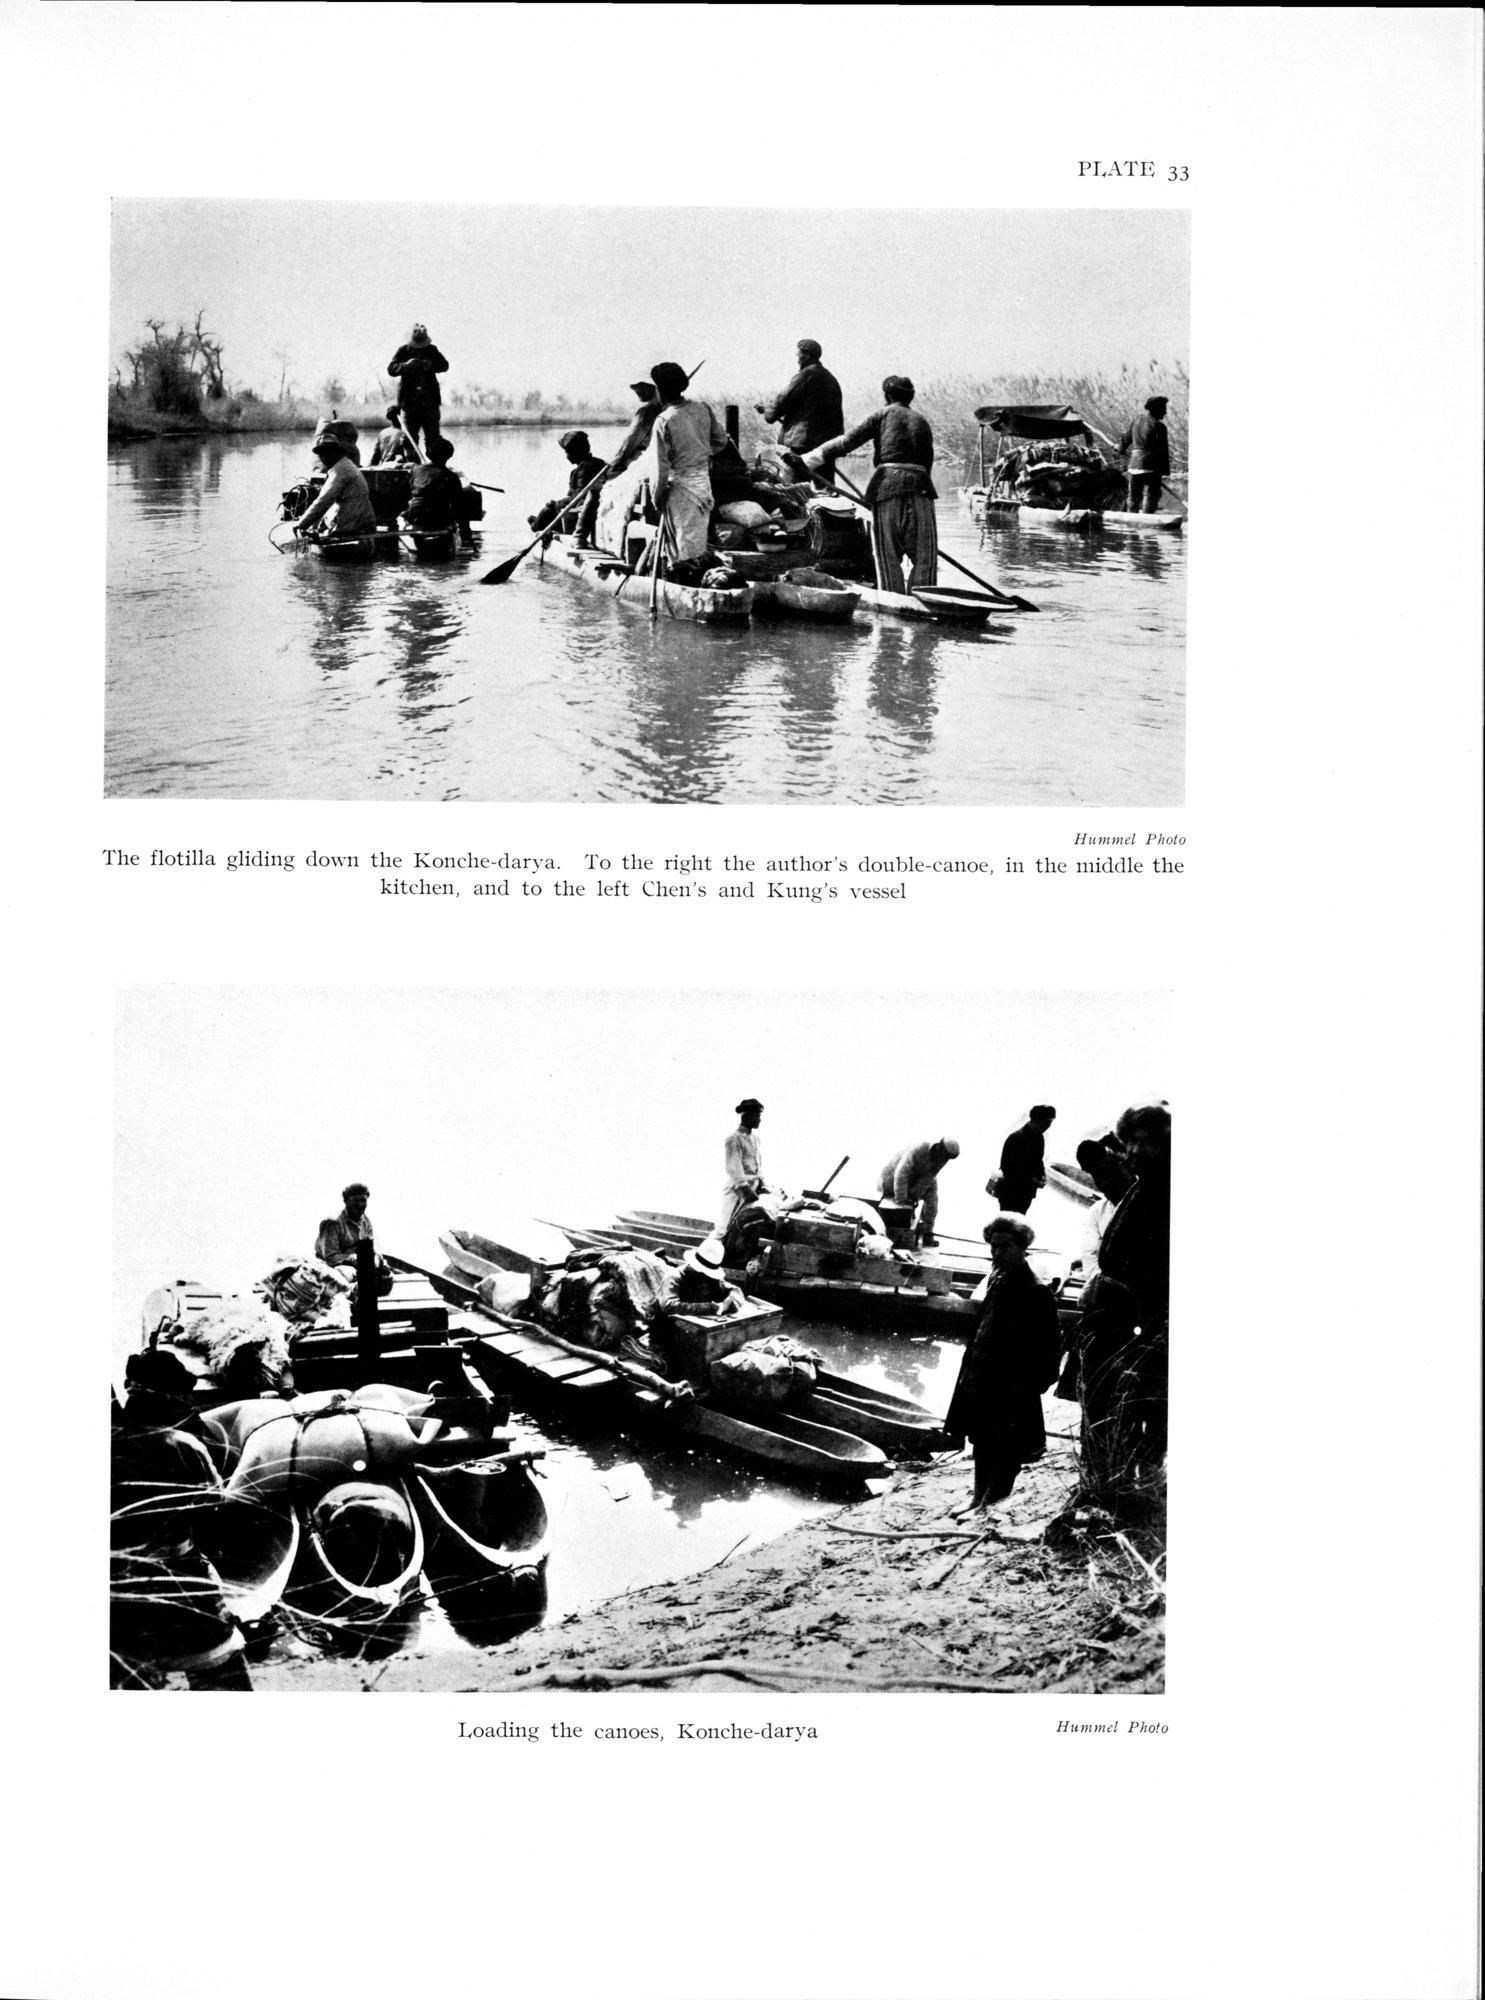 PLATE 33
Hummel Photo
The flotilla gliding down the Konche-darya. To the right the author's double-canoe, in the middle the
kitchen, and to the left Chen's and Kung's vessel
Loading the canoes, Konche-darya
Hummel Photo